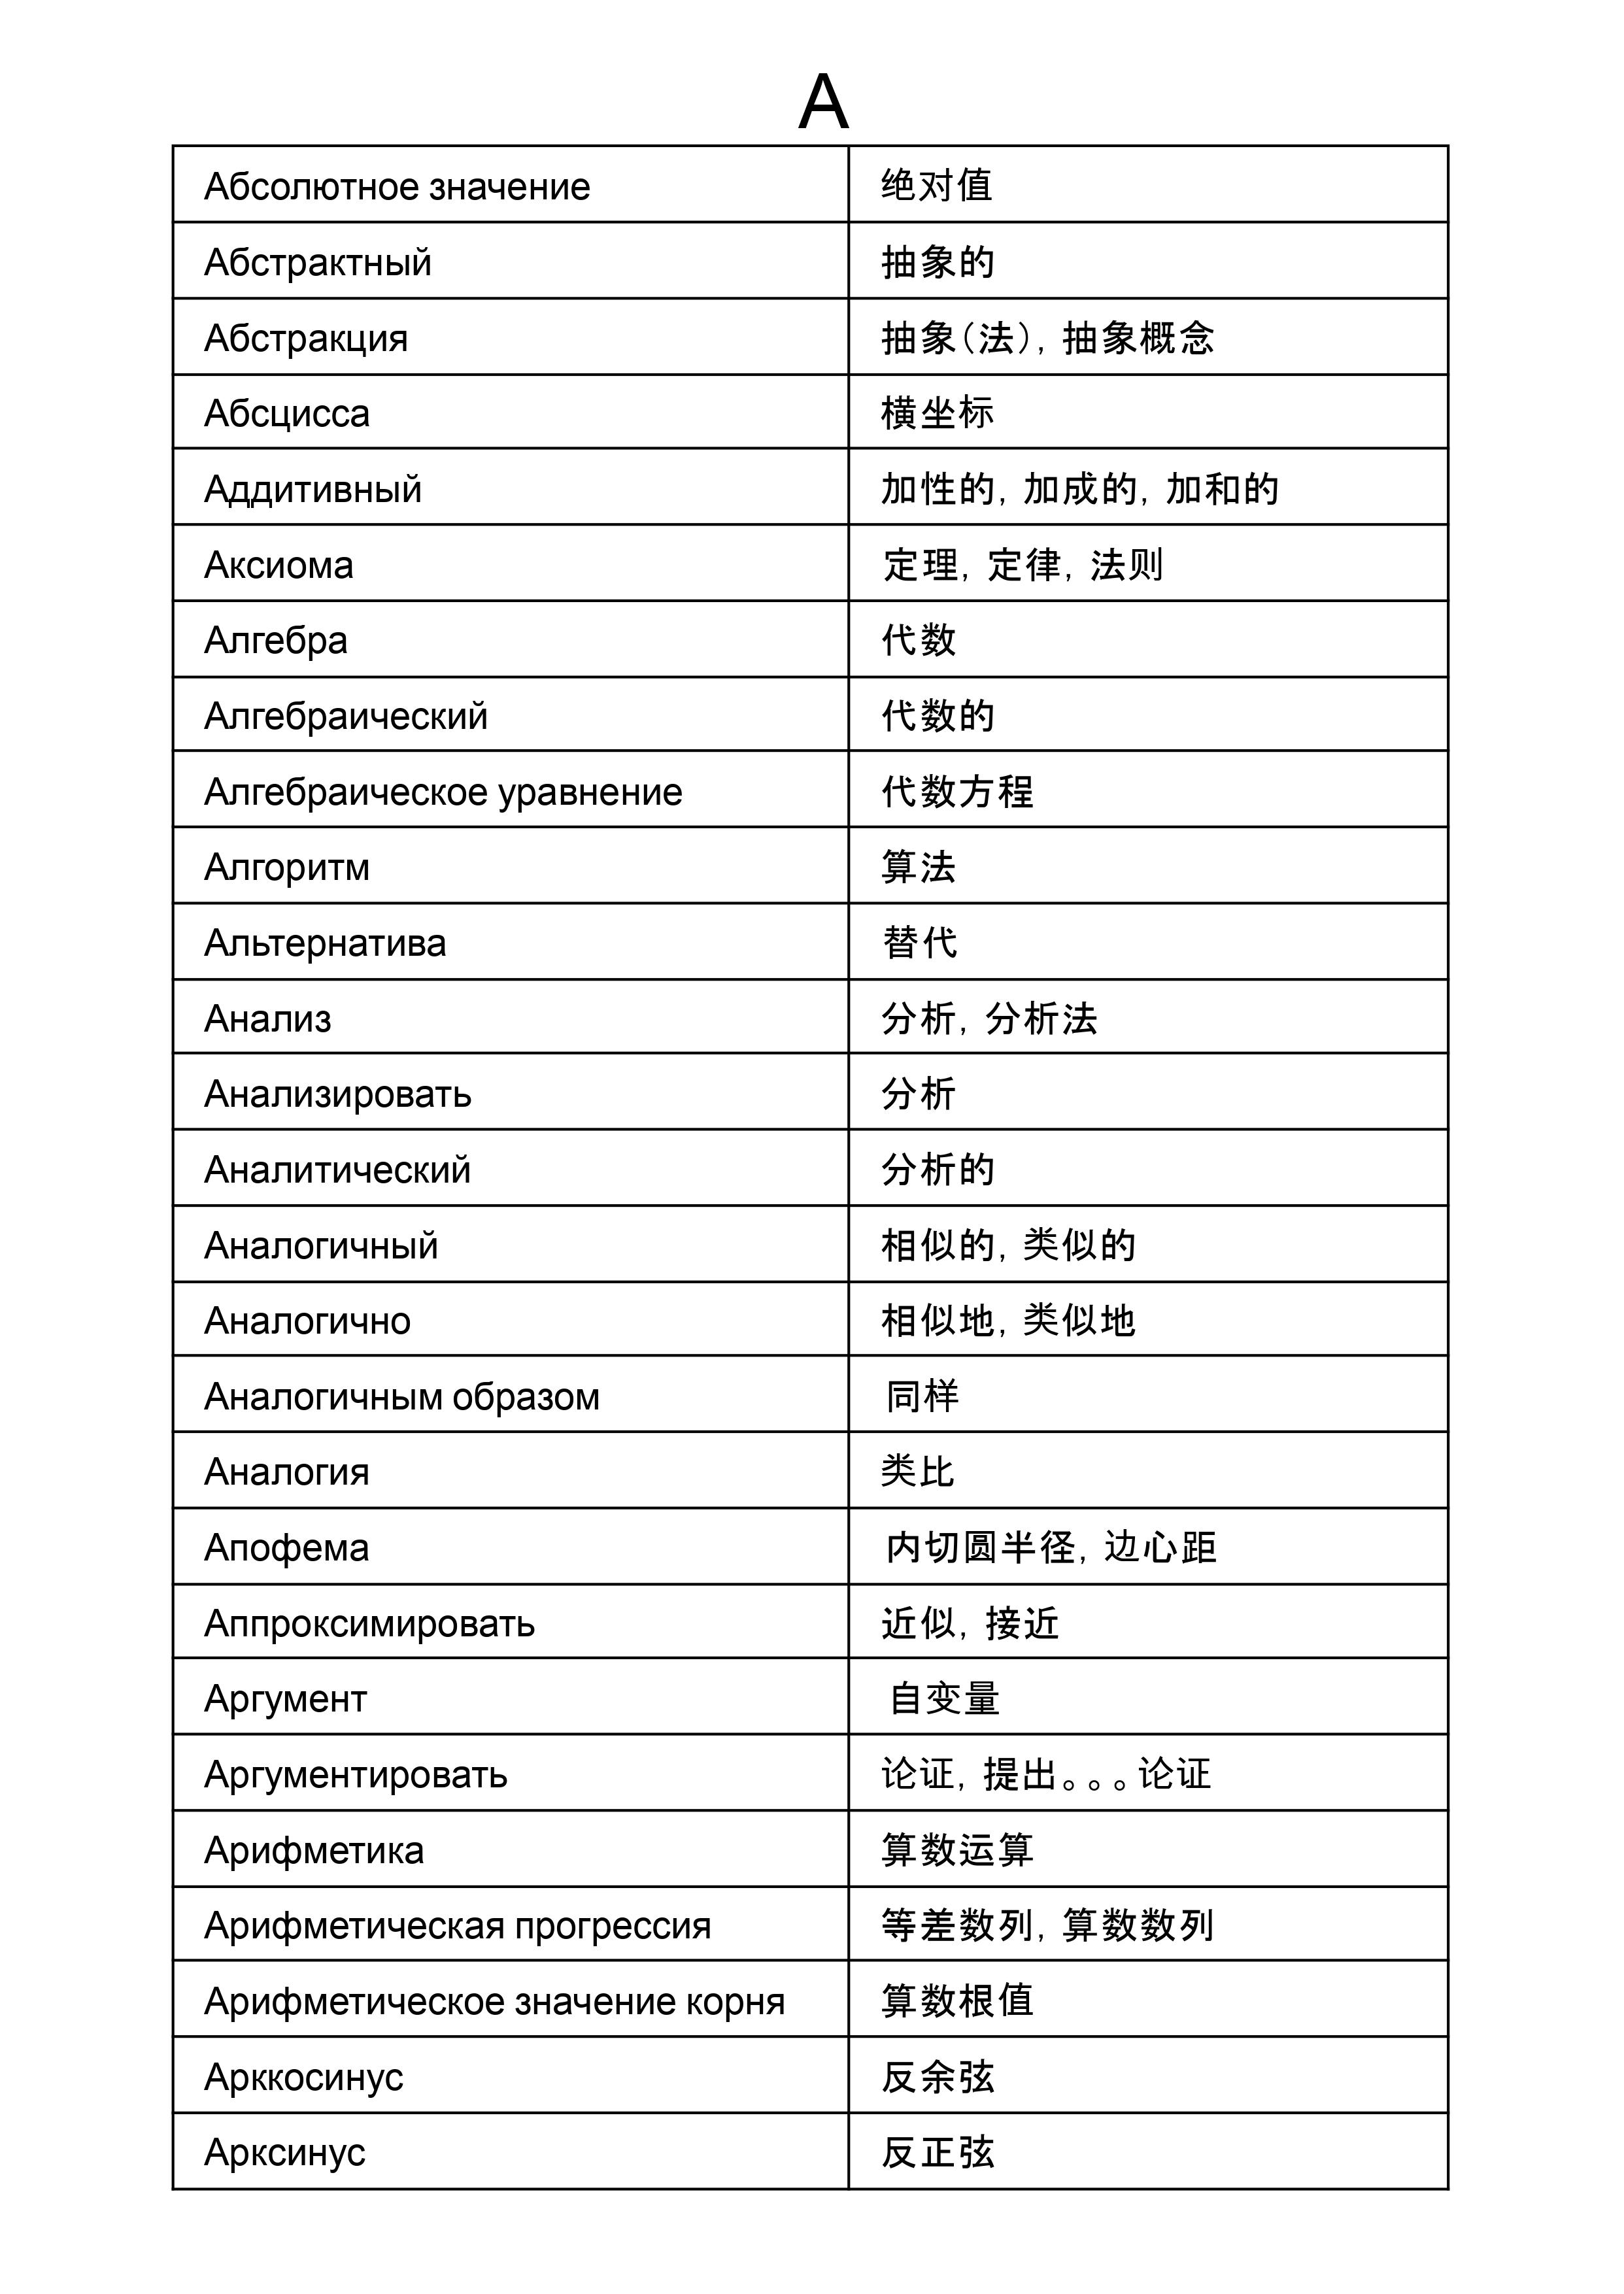 А
Абсолютное значение 绝对值
Абстрактный 抽象的
Абстракция 抽象(法), 抽象概念
Абсцисса 横坐标
Аддитивный 加性的, 加成的, 加和的
Аксиома 定理, 定律, 法则
Алгебра 代数
Алгебраический 代数的
Алгебраическое уравнение 代数方程
Алгоритм 算法
Альтернатива 替代
Анализ 分析, 分析法
Анализировать 分析
Аналитический 分析的
Аналогичный 相似的, 类似的
Аналогично 相似地, 类似地
Аналогичным образом 同样
Аналогия 类比
Апофема 内切圆半径, 边心距
Аппроксимировать 近似, 接近
Аргумент 自变量
Аргументировать 论证, 提出。。。论证
Арифметика 算数运算
Арифметическая прогрессия 等差数列, 算数数列
Арифметическое значение корня 算数根值
Арккосинус 反余弦
Арксинус 反正弦